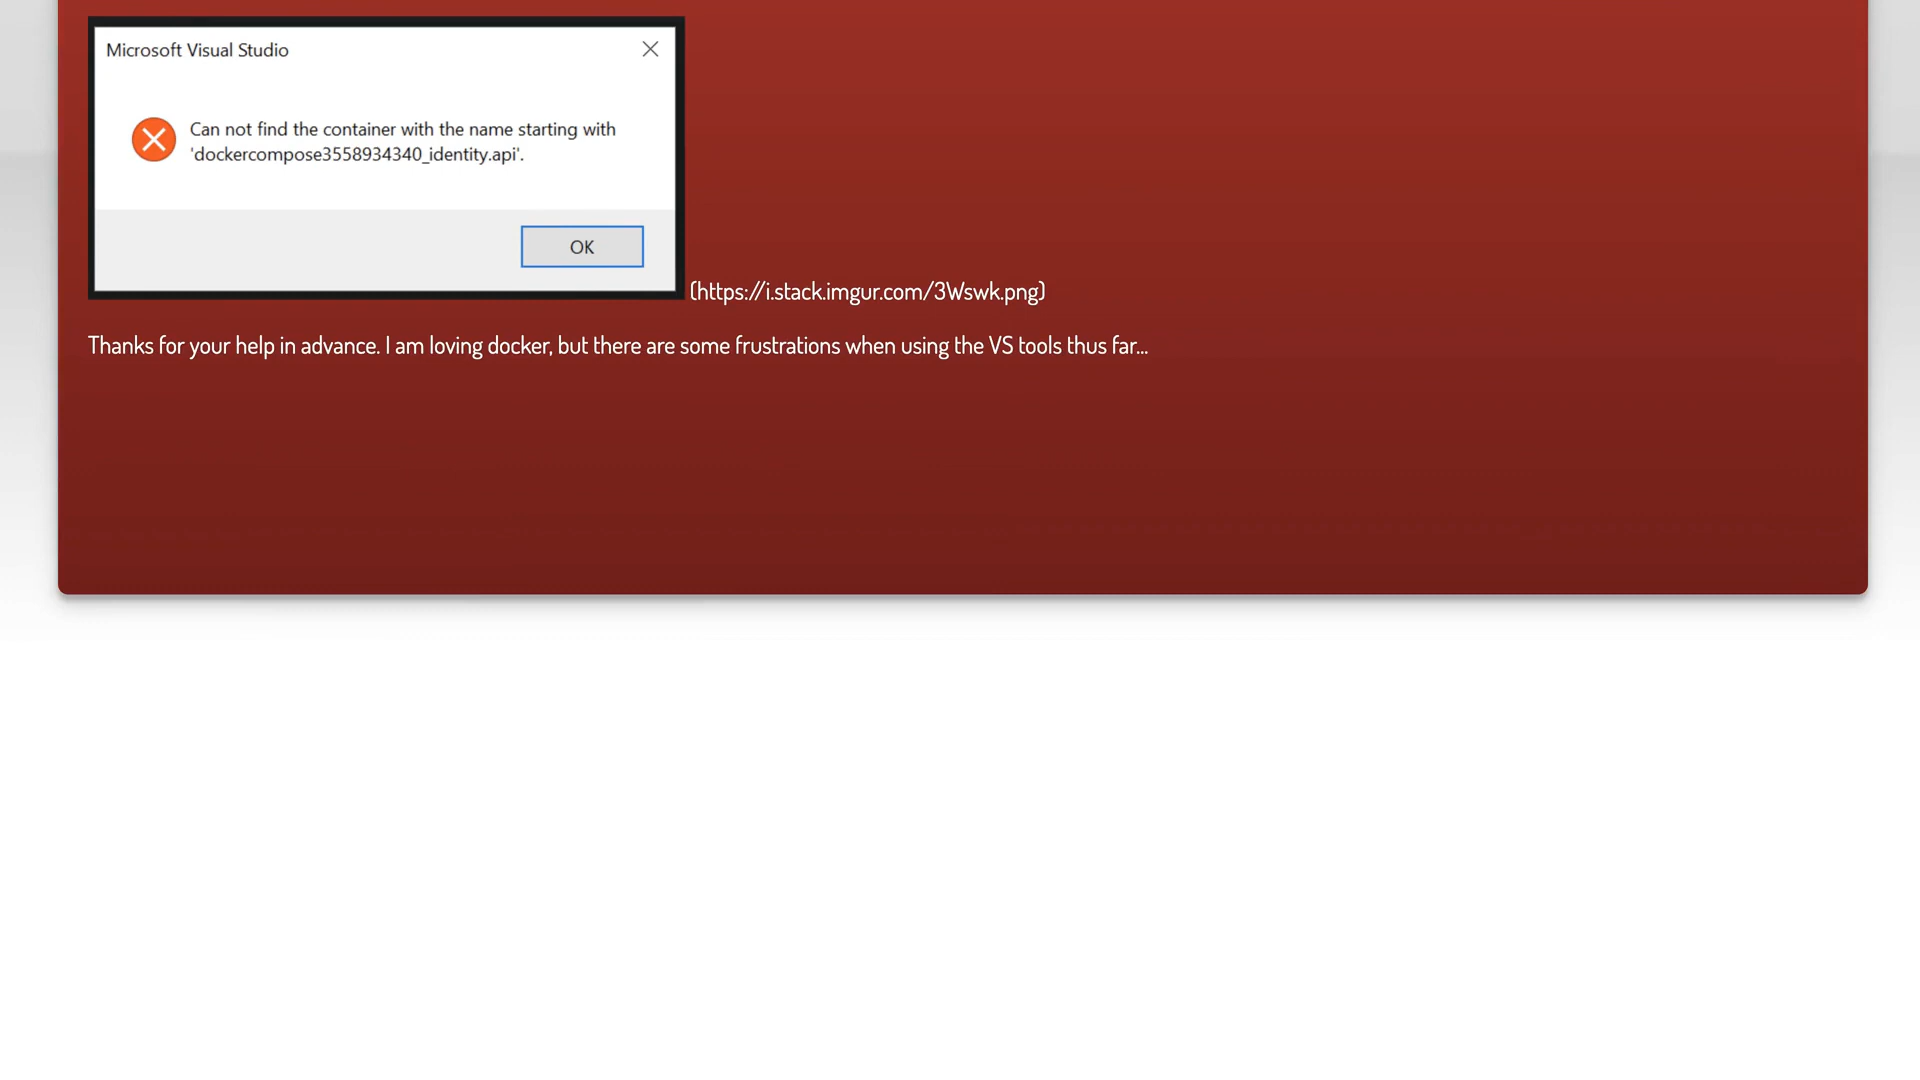 Microsoft Visual Studio
Can not find the container with the name starting with
'dockercompose3558934340_identity.api'.
OK
(https://i.stack.imgur.com/3Wswk.png)
Thanks for your help in advance. I am loving docker, but there are some frustrations when using the VS tools thus far...